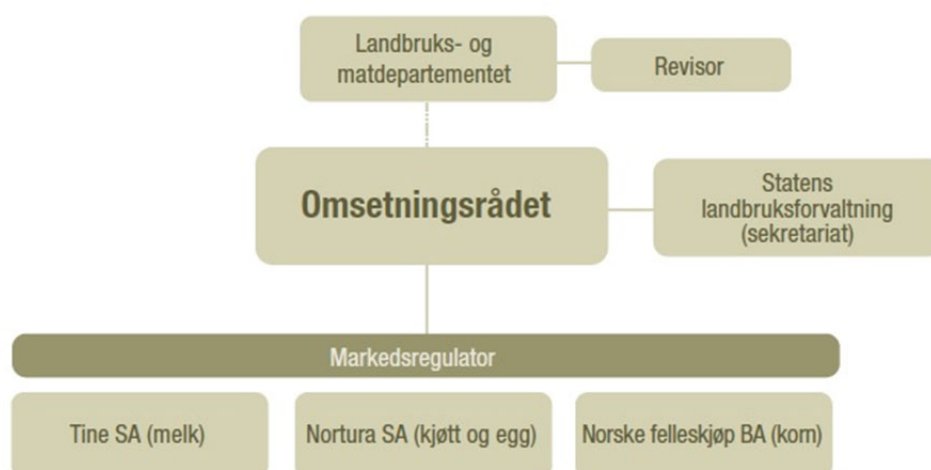 Landbruks- og
matdepartementet
Revisor
Omsetningsrådet
Statens
landbruksforvaltning
(sekretariat)
Markedsregulator
Tine SA (melk)
Nortura SA (kjøtt og egg)
Norske felleskjøp BA (korn)